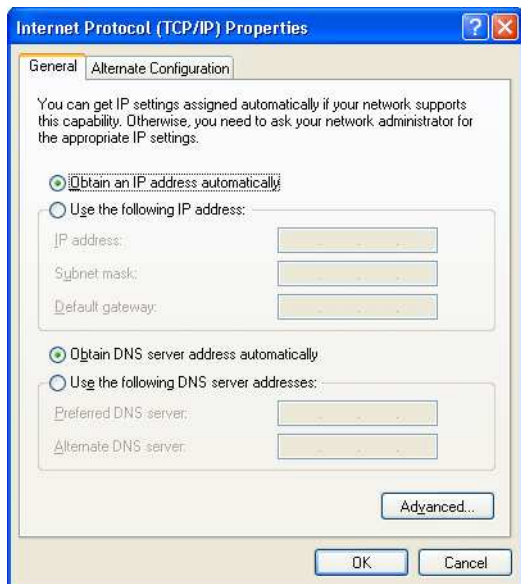 Internet Protocol (TCP/IP) Properties
General
Alternate Configuration
You can get IP settings assigned automatically if your network supports
this capability. Otherwise, you need to ask your network administrator for
the appropriate IP settings.
Obtain an IP address automatically
Use the following IP address:
IP address:
Subnet mask:
Default gateway:
Obtain DNS server address automatically
Use the following DNS server addresses:
Preferred DNS server:
Alternate DNS server:
Advanced...
OK
Cancel